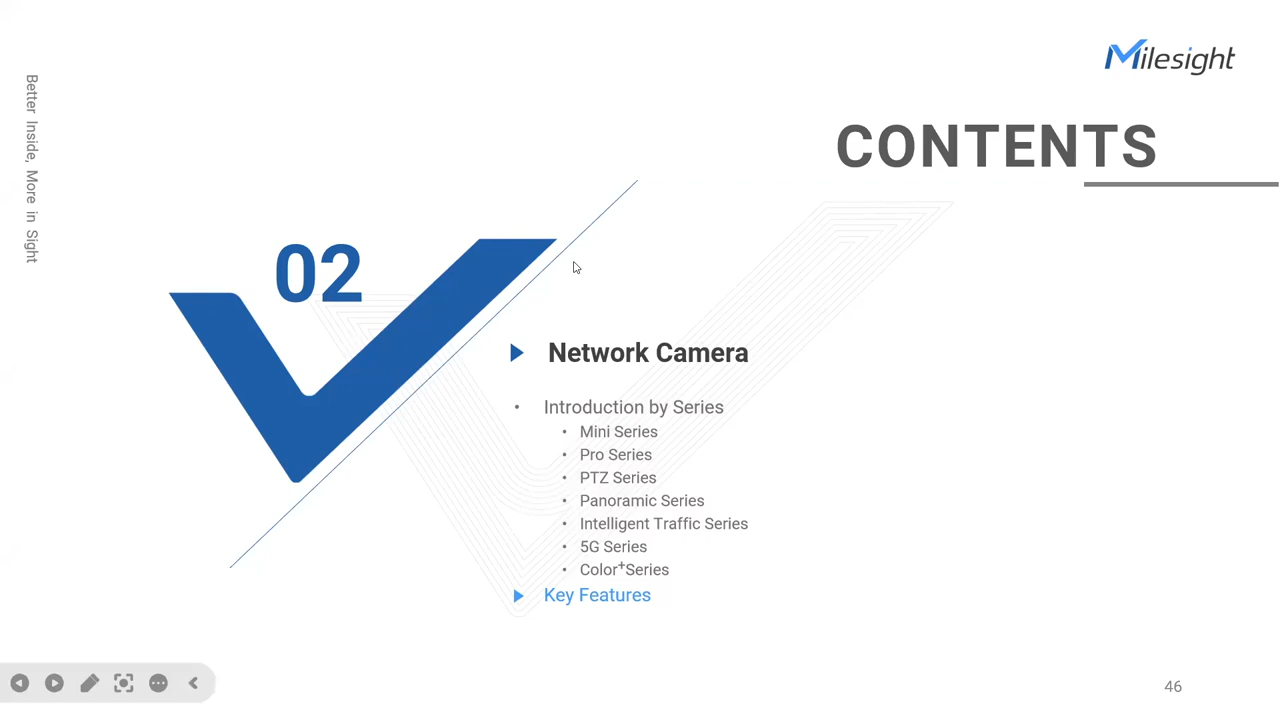 Milesight
Better Inside, More in Sight
CONTENTS
02
Network Camera
• Introduction by Series
• Mini Series
• Pro Series
• PTZ Series
• Panoramic Series
• Intelligent Traffic Series
• 5G Series
• Color⁺Series
Key Features
46